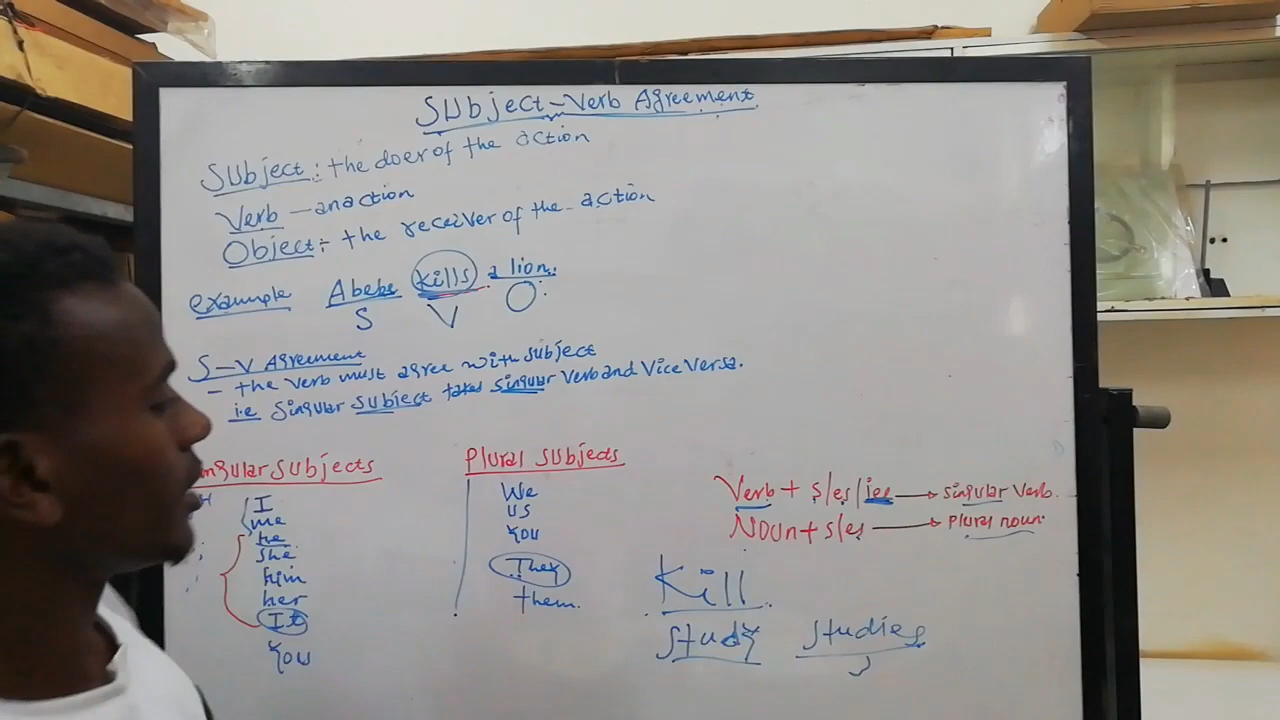 Subject-Verb Agreement
Subject: the doer of the action
Verb - an action
Object: the receiver of the action
example Abebe kills a lion.
S V O
S-V Agreement
- the verb must agree with subject
i.e Singular subject takes singular verb and vice versa.
ngular subjects
I
me
he
she
him
her
It
you
Plural subjects
We
us
you
They
them.
Verb + s/es/ies → singular verb.
Noun + s/es → plural noun.
Kill
study studies